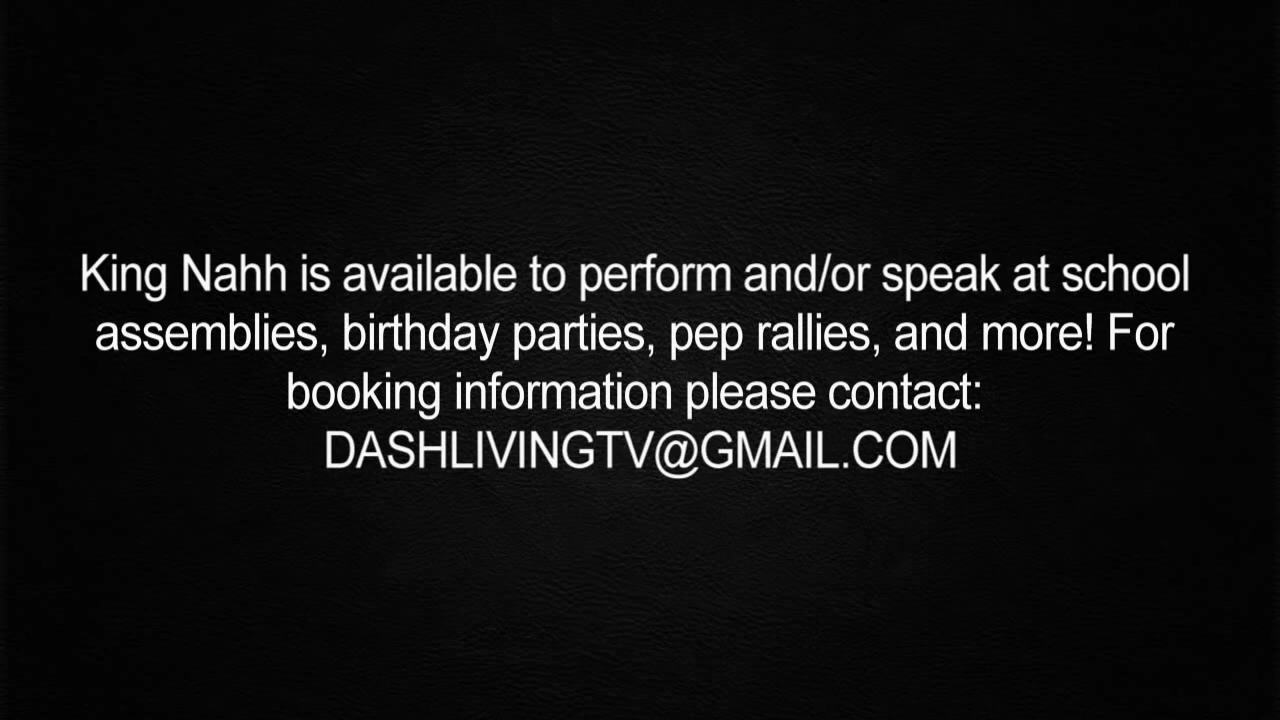 King Nahh is available to perform and/or speak at school
assemblies, birthday parties, pep rallies, and more! For
booking information please contact:
DASHLIVINGTV@GMAIL.COM